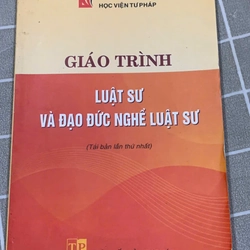 HỌC VIỆN TƯ PHÁP
GIÁO TRÌNH
LUẬT SƯ
VÀ ĐẠO ĐỨC NGHỀ LUẬT SƯ
(Tái bản lần thứ nhất)